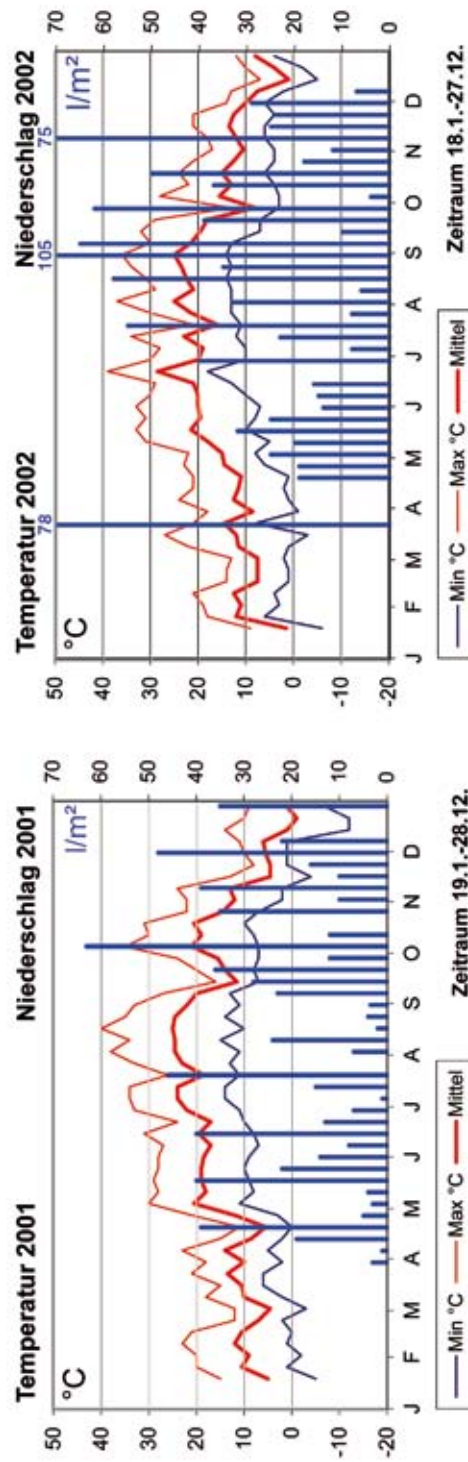 Temperatur 2001 Niederschlag 2001
50 °C l/m² 70
40 60
30 50
20 40
10 30
0 20
-10 10
-20 0
J F M A M J J A S O N D
Min °C Max °C Mittel
Zeitraum 19.1.-28.12.
Temperatur 2002 Niederschlag 2002
78 105 75
50 °C l/m² 70
40 60
30 50
20 40
10 30
0 20
-10 10
-20 0
J F M A M J J A S O N D
Min °C Max °C Mittel
Zeitraum 18.1.-27.12.